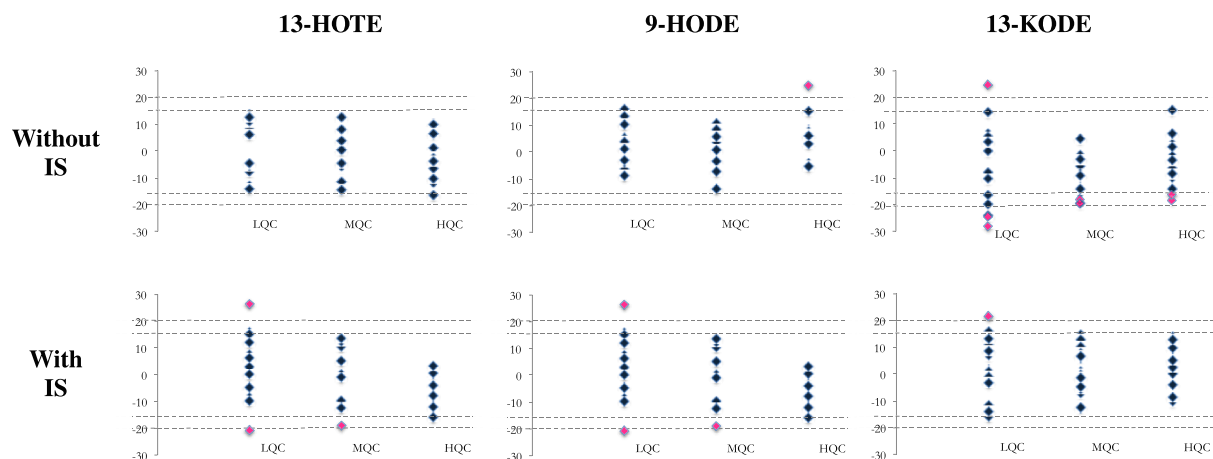 13-HOTE 9-HODE 13-KODE
Without
IS
30 30 30
20 20 20
10 10 10
0 0 0
-10 -10 -10
-20 -20 -20
-30 -30 -30
LQC MQC HQC LQC MQC HQC LQC MQC HQC
With
IS
30 30 30
20 20 20
10 10 10
0 0 0
-10 -10 -10
-20 -20 -20
-30 -30 -30
LQC MQC HQC LQC MQC HQC LQC MQC HQC